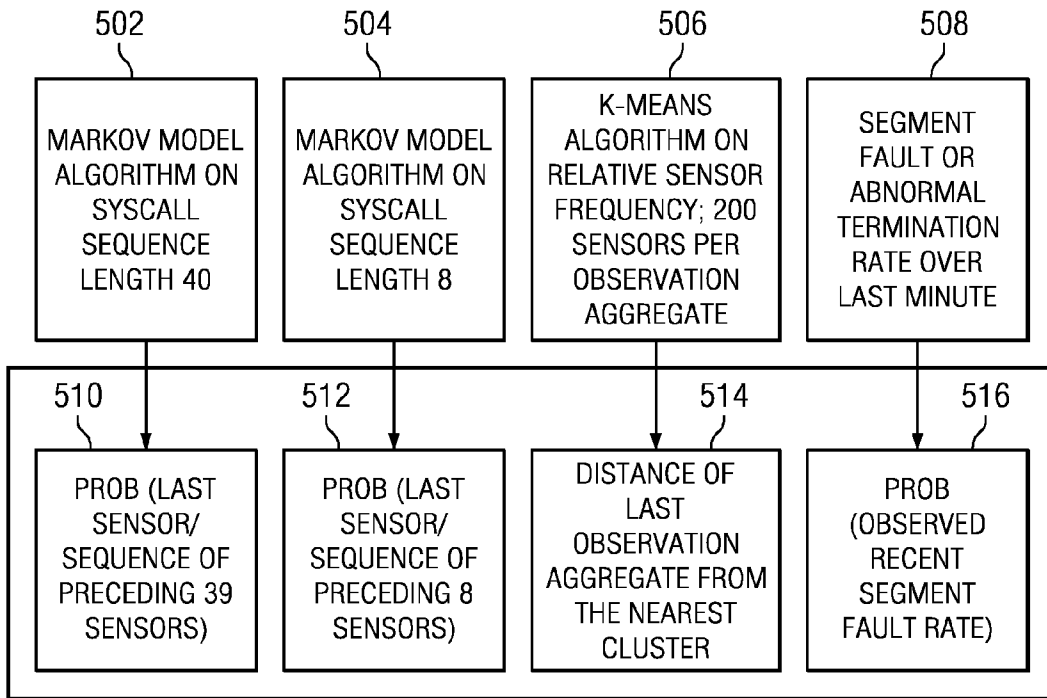 502
504
506
508
MARKOV MODEL
ALGORITHM ON
SYSCALL
SEQUENCE
LENGTH 40
MARKOV MODEL
ALGORITHM ON
SYSCALL
SEQUENCE
LENGTH 8
K-MEANS
ALGORITHM ON
RELATIVE SENSOR
FREQUENCY; 200
SENSORS PER
OBSERVATION
AGGREGATE
SEGMENT
FAULT OR
ABNORMAL
TERMINATION
RATE OVER
LAST MINUTE
510
512
514
516
PROB (LAST
SENSOR/
SEQUENCE OF
PRECEDING 39
SENSORS)
PROB (LAST
SENSOR/
SEQUENCE OF
PRECEDING 8
SENSORS)
DISTANCE OF
LAST
OBSERVATION
AGGREGATE FROM
THE NEAREST
CLUSTER
PROB
(OBSERVED
RECENT
SEGMENT
FAULT RATE)